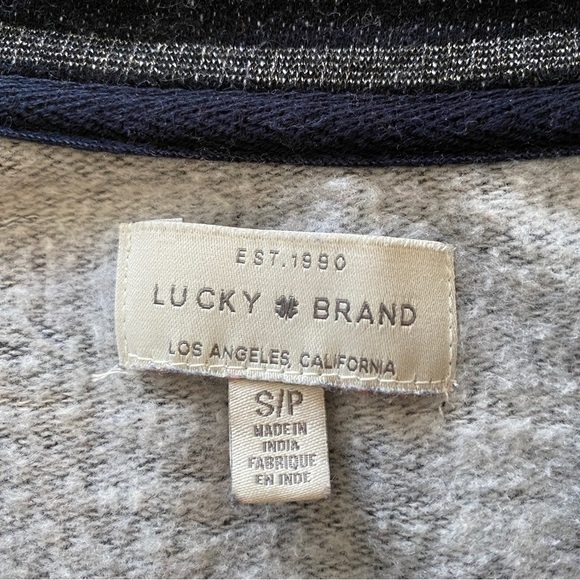 EST.1990
LUCKY BRAND
LOS ANGELES, CALIFORNIA
S/P
MADE IN
INDIA
FABRIQUE
EN INDE